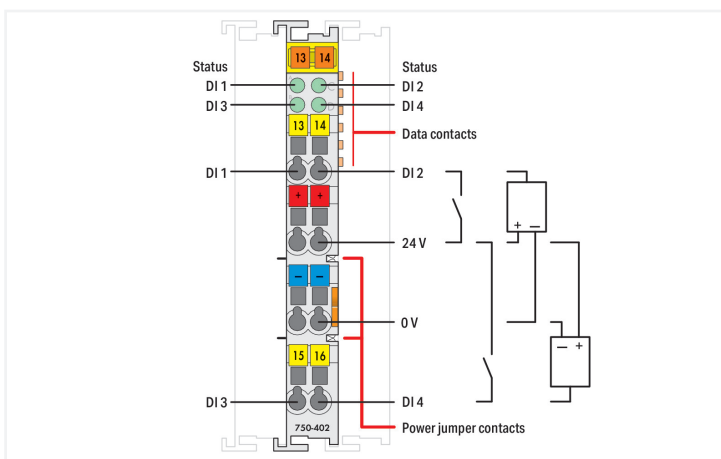 13 14
Status
Status
DI 1
C
DI 2
DI 3
D
DI 4
13 14
Data contacts
DI 1
DI 2
+ +
+ –
24 V
– –
0 V
– +
15 16
DI 3
DI 4
750-402
Power jumper contacts